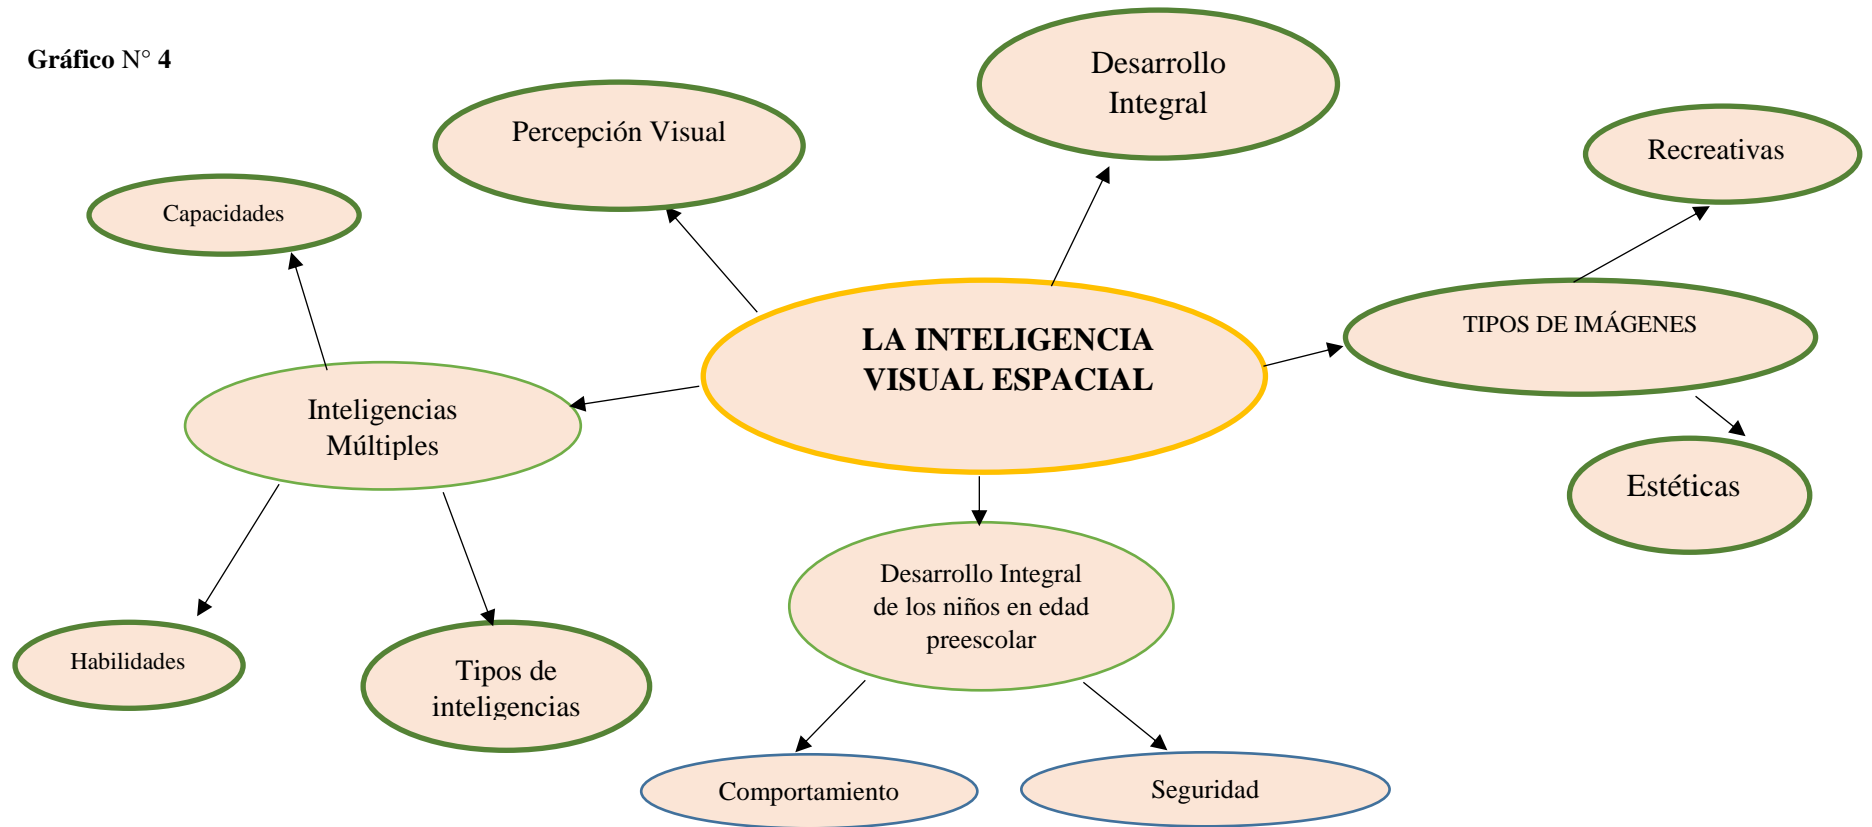 Gráfico N° 4
Desarrollo
Integral
Percepción Visual
Recreativas
Capacidades
LA INTELIGENCIA
VISUAL ESPACIAL
TIPOS DE IMÁGENES
Inteligencias
Múltiples
Estéticas
Desarrollo Integral
de los niños en edad
preescolar
Habilidades
Tipos de
inteligencias
Comportamiento
Seguridad